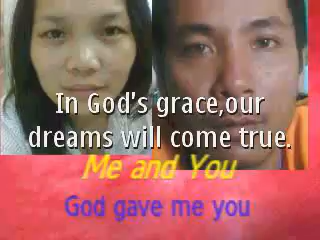 In God's grace,our
dreams will come true.
Me and You
God gave me you